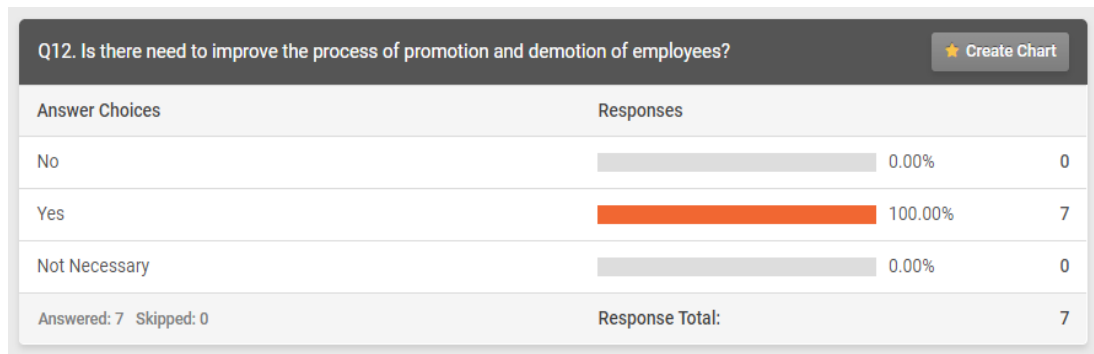 Q12. Is there need to improve the process of promotion and demotion of employees? Create Chart
Answer Choices Responses
No 0.00% 0
Yes 100.00% 7
Not Necessary 0.00% 0
Answered: 7 Skipped: 0 Response Total: 7